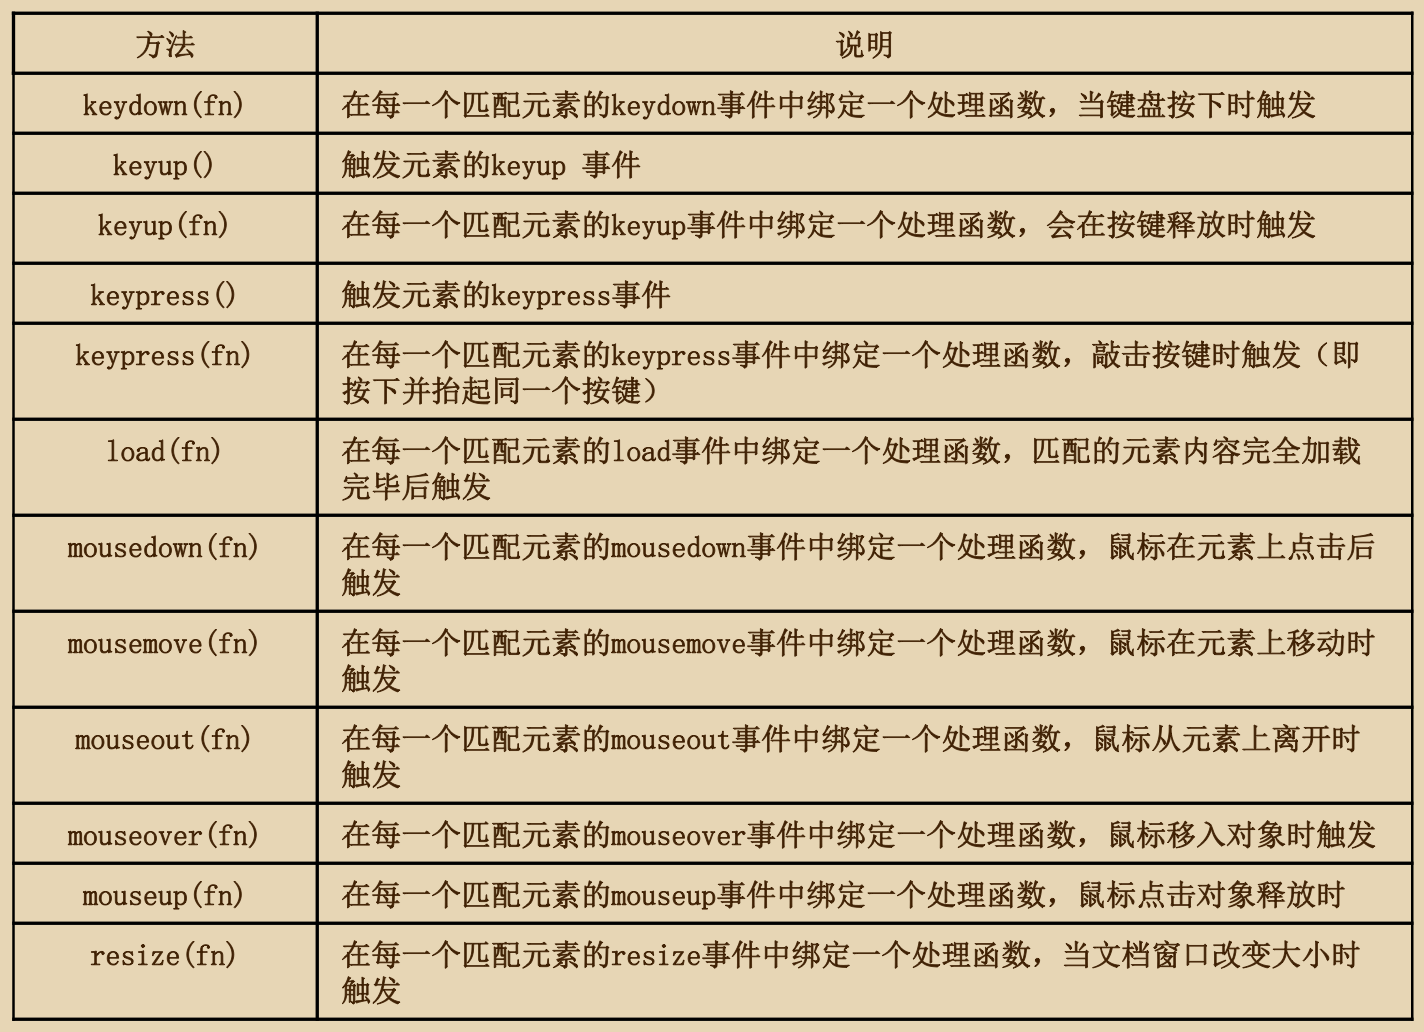 方法
说明
keydown(fn)
在每一个匹配元素的keydown事件中绑定一个处理函数，当键盘按下时触发
keyup()
触发元素的keyup 事件
keyup(fn)
在每一个匹配元素的keyup事件中绑定一个处理函数，会在按键释放时触发
keypress()
触发元素的keypress事件
keypress(fn)
在每一个匹配元素的keypress事件中绑定一个处理函数，敲击按键时触发（即
按下并抬起同一个按键）
load(fn)
在每一个匹配元素的load事件中绑定一个处理函数，匹配的元素内容完全加载
完毕后触发
mousedown(fn)
在每一个匹配元素的mousedown事件中绑定一个处理函数，鼠标在元素上点击后
触发
mousemove(fn)
在每一个匹配元素的mousemove事件中绑定一个处理函数，鼠标在元素上移动时
触发
mouseout(fn)
在每一个匹配元素的mouseout事件中绑定一个处理函数，鼠标从元素上离开时
触发
mouseover(fn)
在每一个匹配元素的mouseover事件中绑定一个处理函数，鼠标移入对象时触发
mouseup(fn)
在每一个匹配元素的mouseup事件中绑定一个处理函数，鼠标点击对象释放时
resize(fn)
在每一个匹配元素的resize事件中绑定一个处理函数，当文档窗口改变大小时
触发